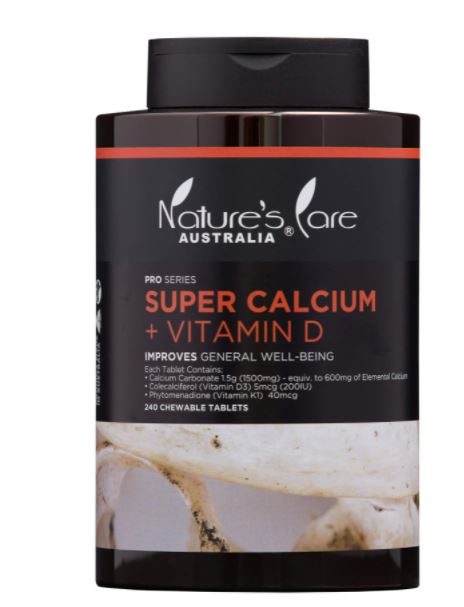 Nature's Care
AUSTRALIA ®
PRO SERIES
SUPER CALCIUM
+ VITAMIN D
IMPROVES GENERAL WELL-BEING
Each Tablet Contains:
• Calcium Carbonate 1.5g (1500mg) - equiv. to 600mg of Elemental Calcium
• Colecalciferol (Vitamin D3) 5mcg (200IU)
• Phytomenadione (Vitamin K1) 40mcg
240 CHEWABLE TABLETS
IN AUSTRALIA